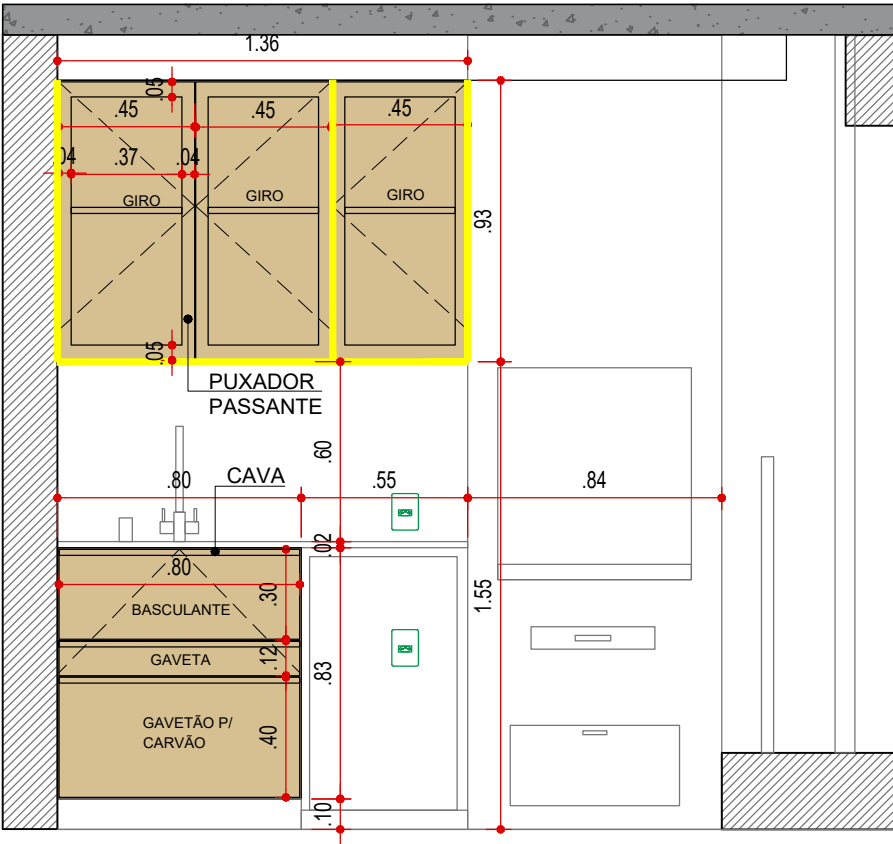 1.36
.05
.45
.45
.45
.04
.37
.04
GIRO
GIRO
GIRO
.93
.05
PUXADOR
PASSANTE
.60
.80
CAVA
.55
.84
.02
.80
.30
1.55
BASCULANTE
GAVETA
.12
.83
GAVETÃO P/
CARVÃO
.40
.10